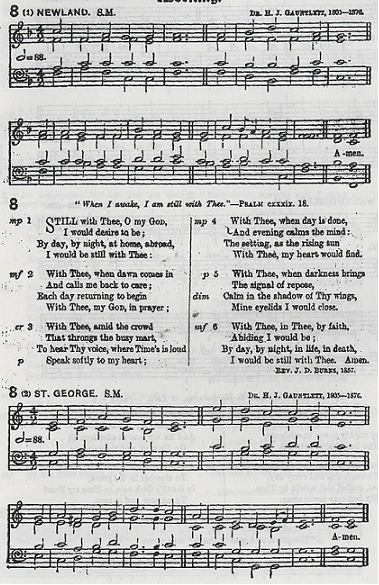 Morning.
8 (1) NEWLAND. S.M.
DR. H. J. GAUNTLETT, 1805—1876.
=88.
A-men.
8
"When I awake, I am still with Thee."—PSALM cxxxix. 18.
mp 1 STILL with Thee, O my GOD,
I would desire to be;
By day, by night, at home, abroad,
I would be still with Thee:
mf 2 With Thee, when dawn comes in
And calls me back to care;
Each day returning to begin
With Thee, my GOD, in prayer;
cr 3 With Thee, amid the crowd
That throngs the busy mart,
To hear Thy voice, where Time's is loud
p Speak softly to my heart;
mp 4 With Thee, when day is done,
And evening calms the mind:
The setting, as the rising sun
With Thee, my heart would find.
p 5 With Thee, when darkness brings
The signal of repose,
dim Calm in the shadow of Thy wings,
Mine eyelids I would close.
mf 6 With Thee, in Thee, by faith,
Abiding I would be;
By day, by night, in life, in death,
I would be still with Thee. Amen.
REV. J. D. BURNS, 1857.
8 (2) ST. GEORGE. S.M.
DR. H. J. GAUNTLETT, 1805—1876.
=88.
A-men.